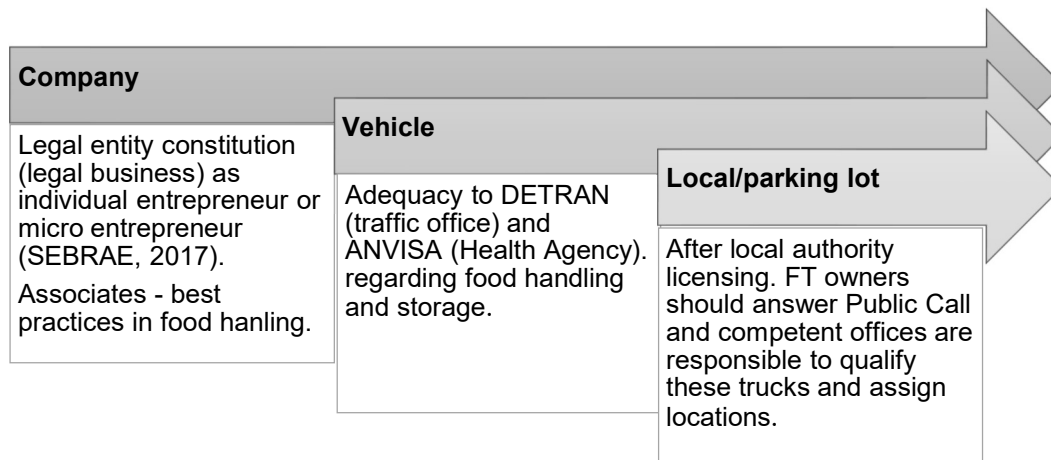 Company
Legal entity constitution
(legal business) as
individual entrepreneur or
micro entrepreneur
(SEBRAE, 2017).
Associates - best
practices in food hanling.
Vehicle
Adequacy to DETRAN
(traffic office) and
ANVISA (Health Agency).
regarding food handling
and storage.
Local/parking lot
After local authority
licensing. FT owners
should answer Public Call
and competent offices are
responsible to qualify
these trucks and assign
locations.